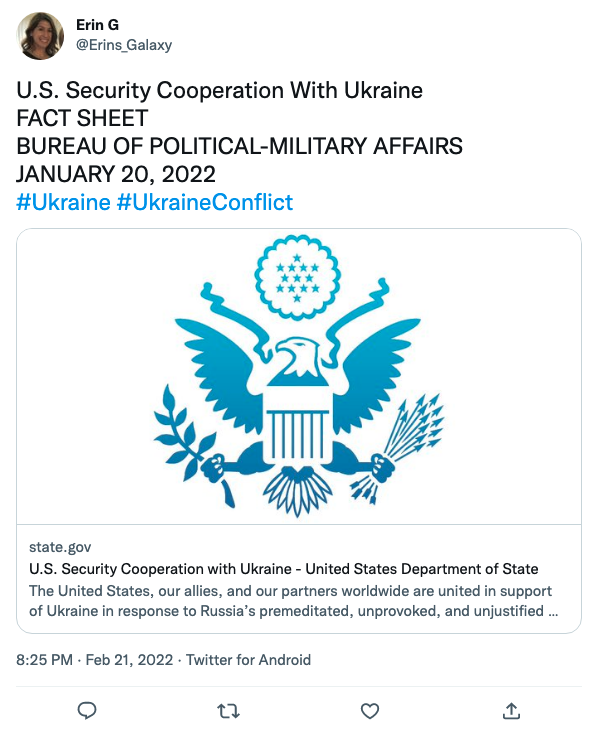 Erin G
@Erins_Galaxy
U.S. Security Cooperation With Ukraine
FACT SHEET
BUREAU OF POLITICAL-MILITARY AFFAIRS
JANUARY 20, 2022
#Ukraine #UkraineConflict
state.gov
U.S. Security Cooperation with Ukraine - United States Department of State
The United States, our allies, and our partners worldwide are united in support
of Ukraine in response to Russia’s premeditated, unprovoked, and unjustified ...
8:25 PM · Feb 21, 2022 · Twitter for Android